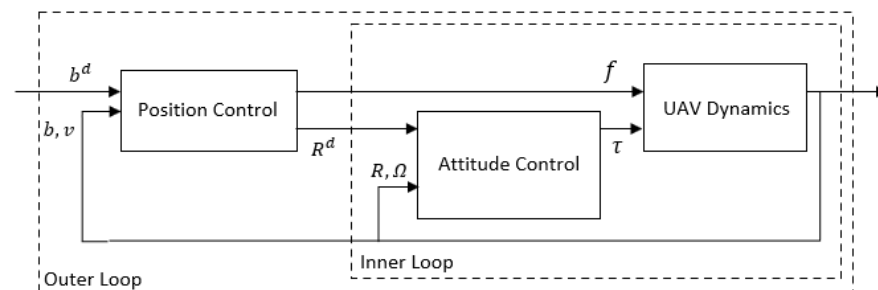 b^d
Position Control
b, v
f
UAV Dynamics
R^d
Attitude Control
τ
R, Ω
Inner Loop
Outer Loop